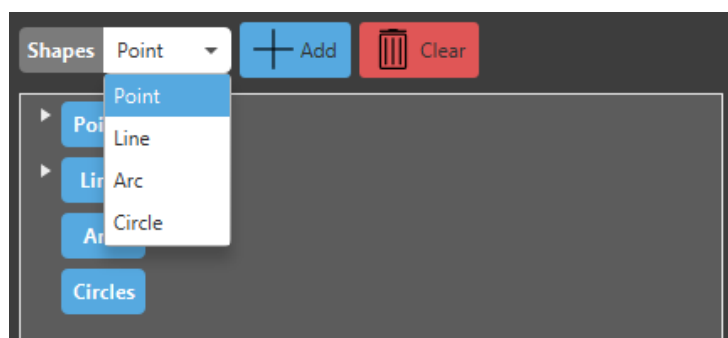 Shapes Point Add Clear
Point
Line
Arc
Circle
Circles